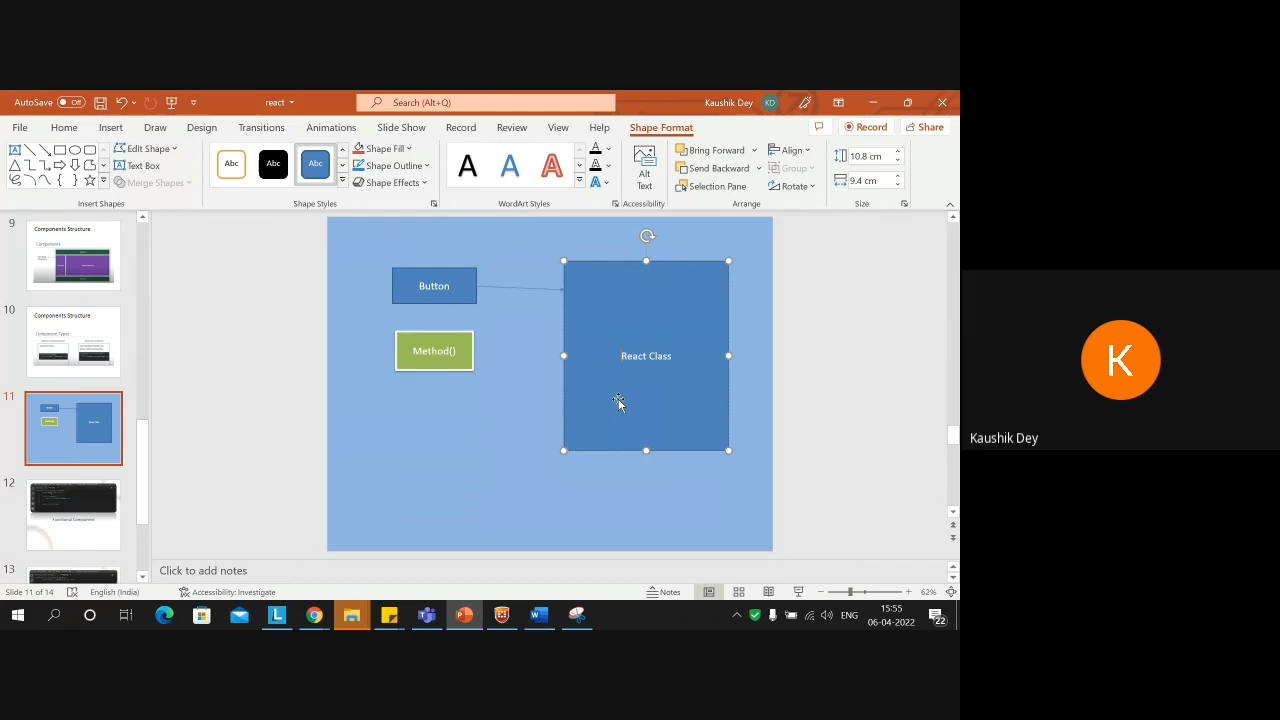 AutoSave Off react Search (Alt+Q) Kaushik Dey KD
File Home Insert Draw Design Transitions Animations Slide Show Record Review View Help Shape Format Record Share
Edit Shape
Text Box
Merge Shapes
Insert Shapes
Abc Abc Abc
Shape Fill
Shape Outline
Shape Effects
Shape Styles
A A A
WordArt Styles
Alt
Text
Accessibility
Bring Forward
Send Backward
Selection Pane
Align
Group
Rotate
Arrange
10.8 cm
9.4 cm
Size
9
Components Structure
Components
10
Components Structure
Component Types
11
12
Functional Component
13
Button
Method()
React Class
K
Kaushik Dey
Click to add notes
Slide 11 of 14 English (India) Accessibility: Investigate Notes 62%
ENG
15:55
06-04-2022
22